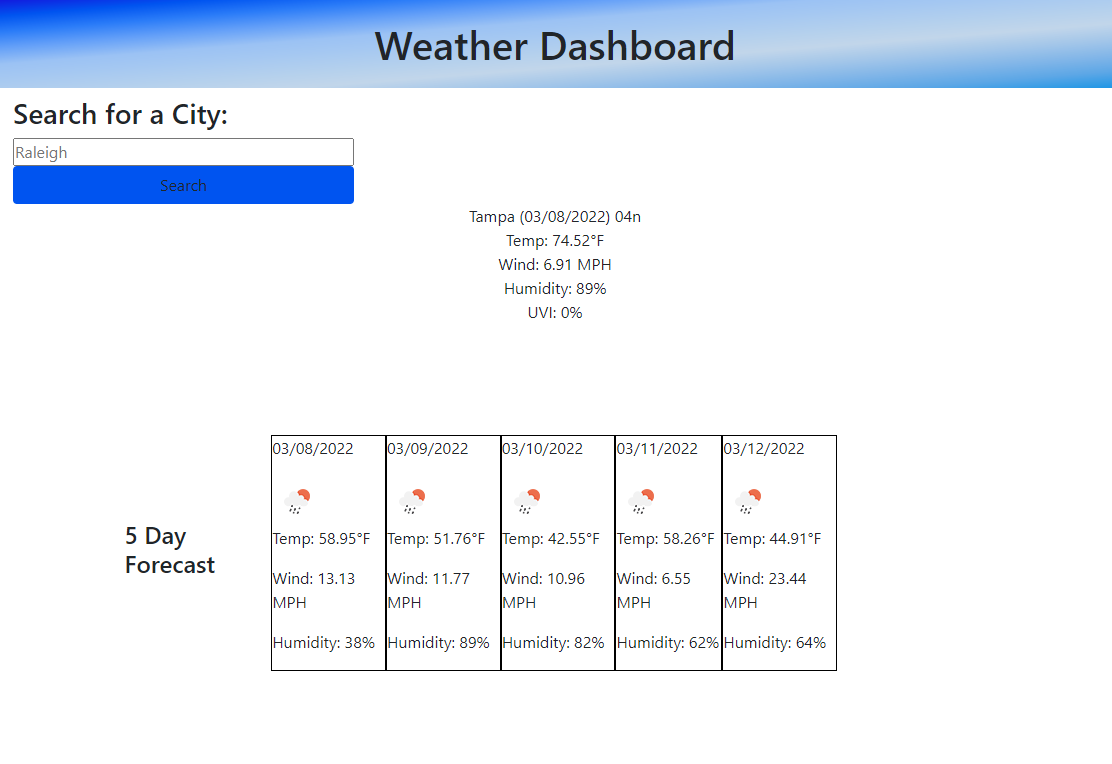 Weather Dashboard
Search for a City:
Raleigh
Search
Tampa (03/08/2022) 04n
Temp: 74.52°F
Wind: 6.91 MPH
Humidity: 89%
UVI: 0%
5 Day
Forecast
03/08/2022
Temp: 58.95°F
Wind: 13.13
MPH
Humidity: 38%
03/09/2022
Temp: 51.76°F
Wind: 11.77
MPH
Humidity: 89%
03/10/2022
Temp: 42.55°F
Wind: 10.96
MPH
Humidity: 82%
03/11/2022
Temp: 58.26°F
Wind: 6.55
MPH
Humidity: 62%
03/12/2022
Temp: 44.91°F
Wind: 23.44
MPH
Humidity: 64%